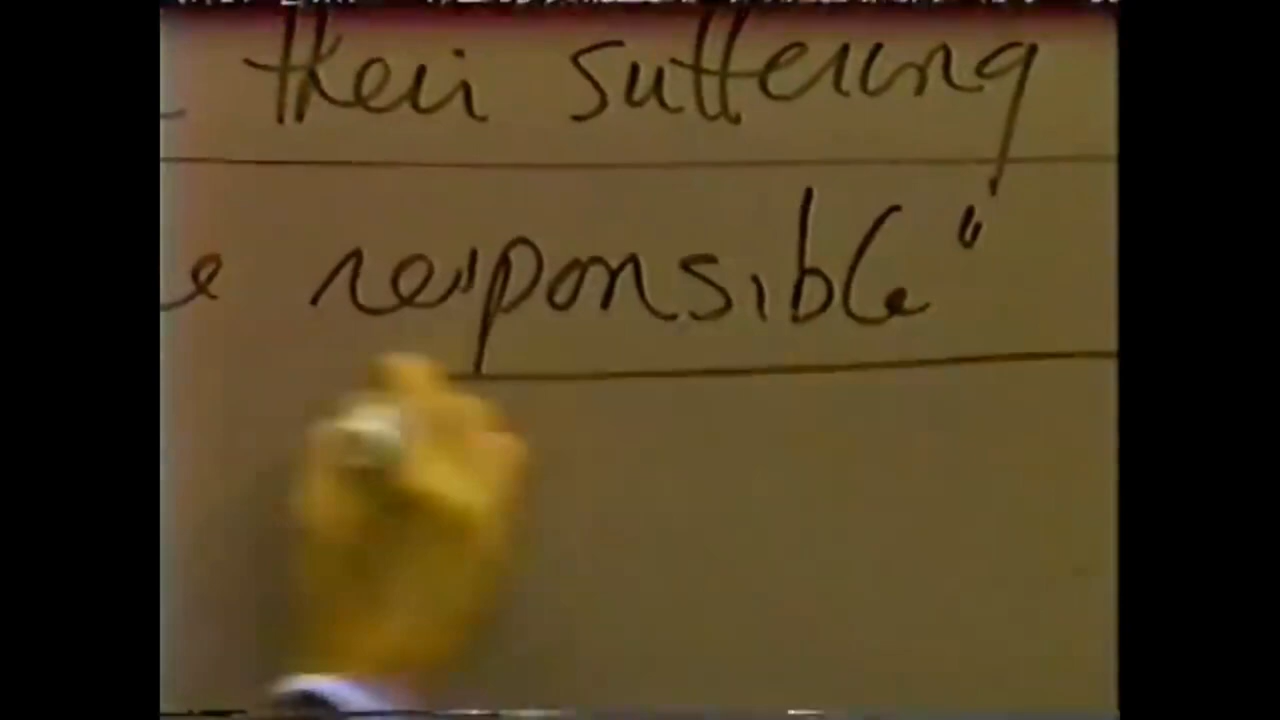 their suffering
e responsible"